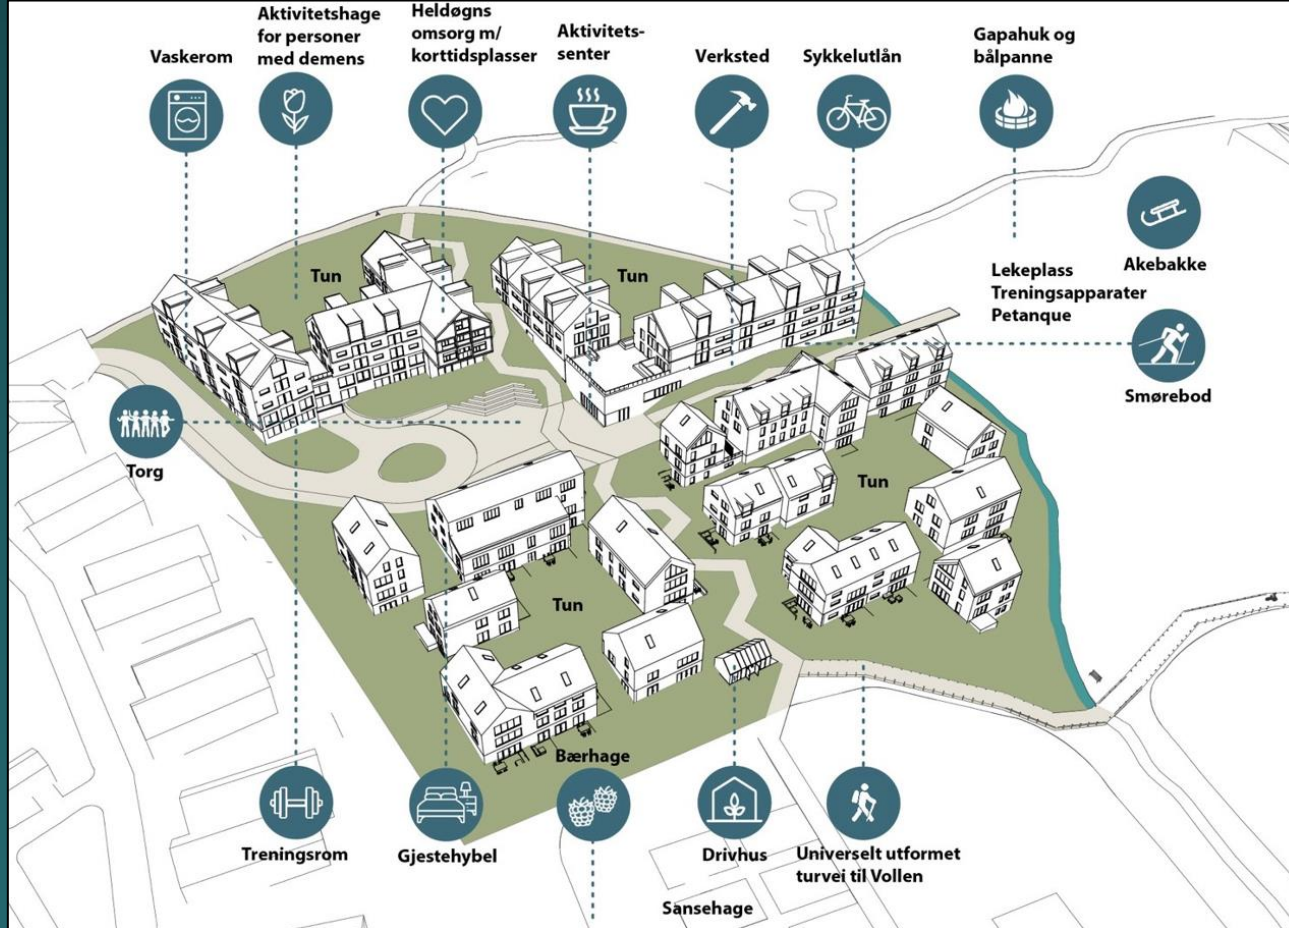 Vaskerom
Aktivitetshage
for personer
med demens
Heldøgns
omsorg m/
korttidsplasser
Aktivitets-
senter
Verksted
Sykkelutlån
Gapahuk og
bålpanne
Akebakke
Lekeplass
Treningsapparater
Petanque
Smørebod
Tun
Tun
Torg
Tun
Tun
Bærhage
Treningsrom
Gjestehybel
Drivhus
Universelt utformet
turvei til Vollen
Sansehage